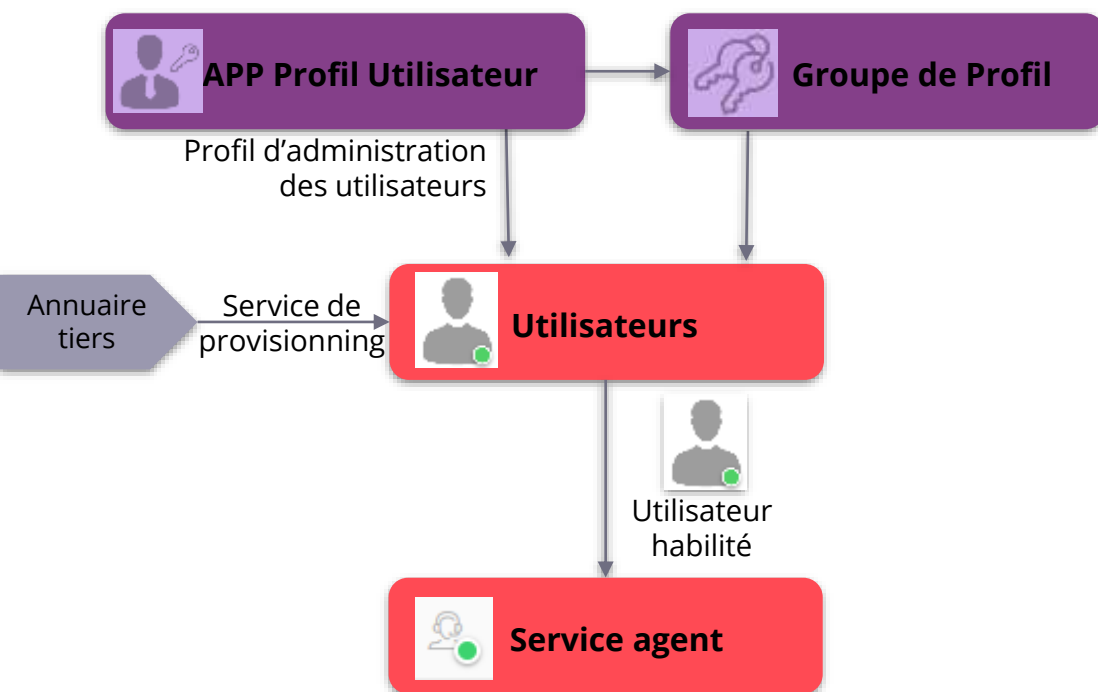 APP Profil Utilisateur
Groupe de Profil
Profil d’administration
des utilisateurs
Annuaire
tiers
Service de
provisionning
Utilisateurs
Utilisateur
habilité
Service agent